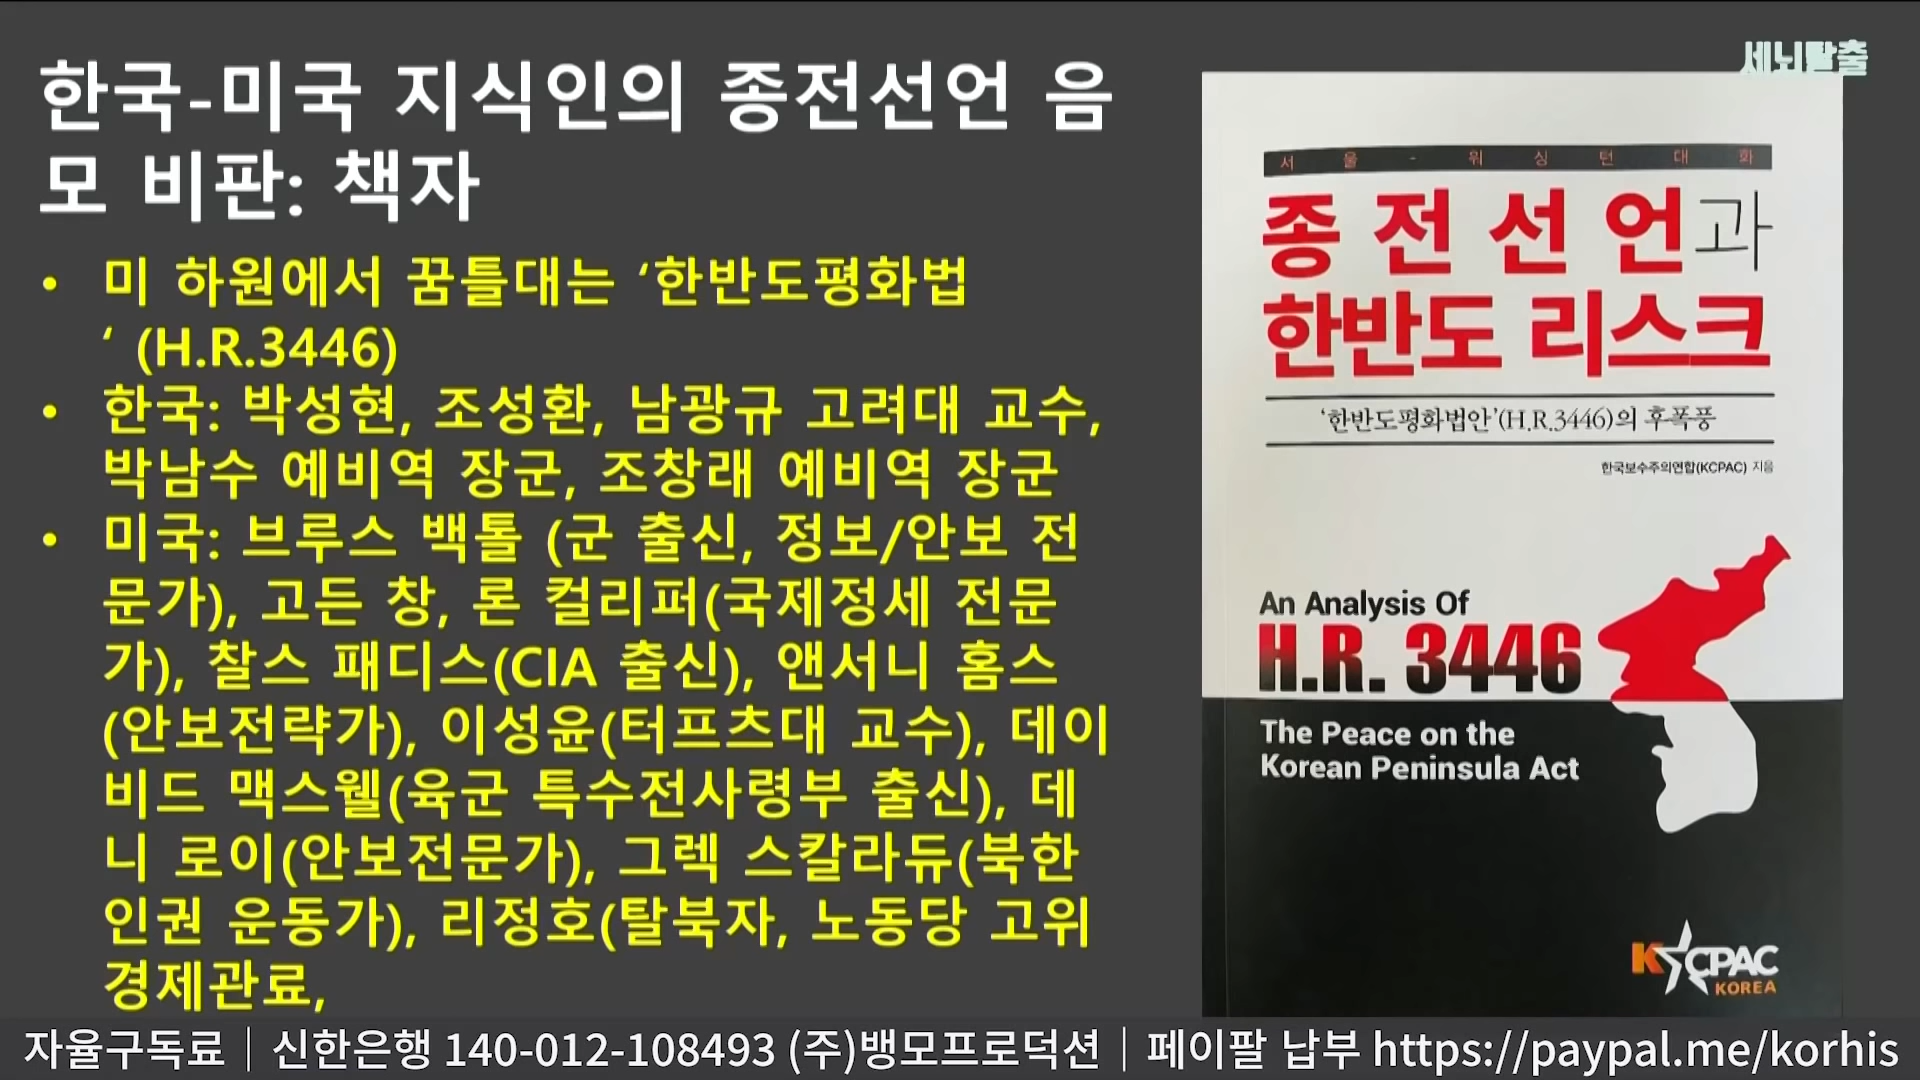 세뇌탈출
한국-미국 지식인의 종전선언 음
모 비판: 책자
• 미 하원에서 꿈틀대는 ‘한반도평화법
‘ (H.R.3446)
• 한국: 박성현, 조성환, 남광규 고려대 교수,
박남수 예비역 장군, 조창래 예비역 장군
• 미국: 브루스 백톨 (군 출신, 정보/안보 전
문가), 고든 창, 론 컬리퍼(국제정세 전문
가), 찰스 패디스(CIA 출신), 앤서니 홈스
(안보전략가), 이성윤(터프츠대 교수), 데이
비드 맥스웰(육군 특수전사령부 출신), 데
니 로이(안보전문가), 그렉 스칼라듀(북한
인권 운동가), 리정호(탈북자, 노동당 고위
경제관료,
서울-워싱턴대화
종전선언과
한반도 리스크
‘한반도평화법안’(H.R.3446)의 후폭풍
한국보수주의연합(KCPAC) 지음
An Analysis Of
H.R. 3446
The Peace on the
Korean Peninsula Act
KCPAC
KOREA
자율구독료│신한은행 140-012-108493 (주)뱅모프로덕션│페이팔 납부 https://paypal.me/korhis